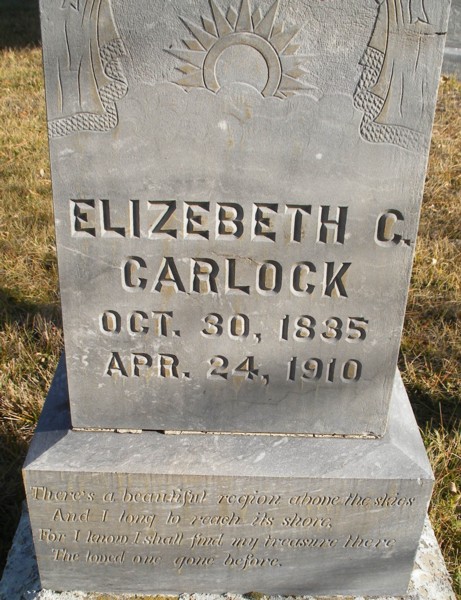 ELIZEBETH C.
CARLOCK
OCT. 30, 1835
APR. 24, 1910
There's a beautiful region above the skies
And I long to reach its shore,
For I know I shall find my treasure there
The loved one gone before.